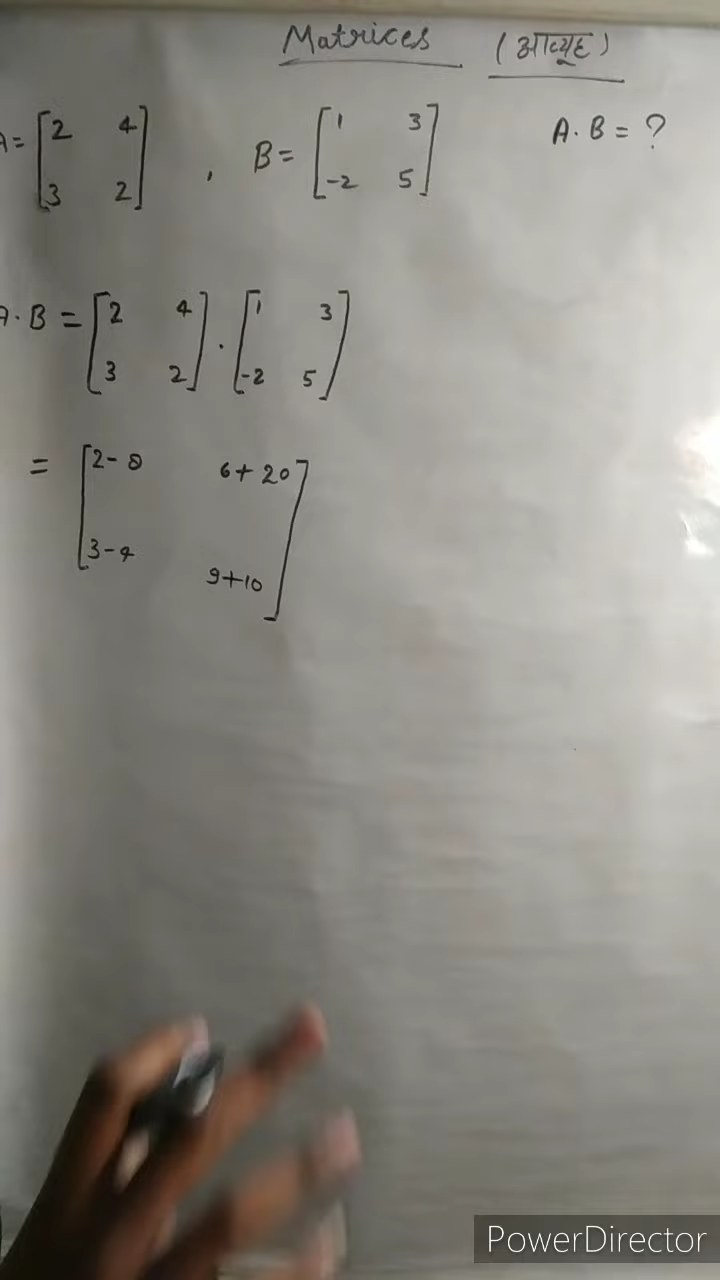 Matrices (आव्यूह)
A = [2 4
3 2] , B = [1 3
-2 5] A. B = ?
A. B = [2 4
3 2] . [1 3
-2 5]
= [2-8 6+20
3-4 9+10]
PowerDirector